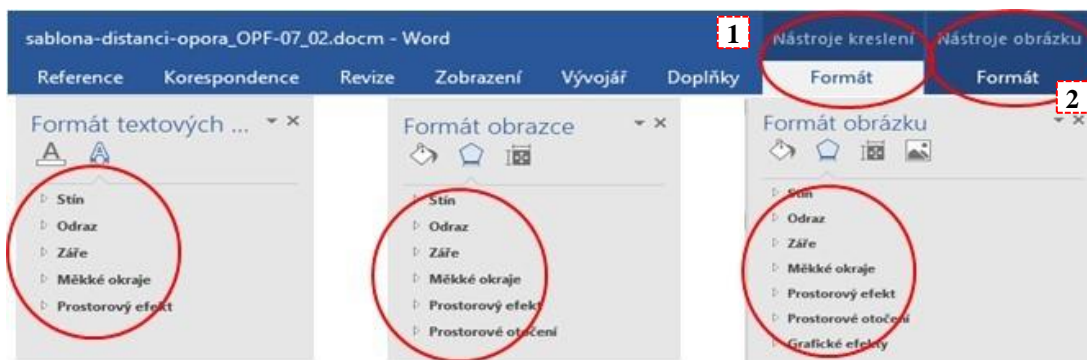 sablona-distanci-opora_OPF-07_02.docm - Word
1
Nástroje kreslení
Nástroje obrázku
Reference Korespondence Revize Zobrazení Vývojář Doplňky Formát Formát
2
Formát textových ...
Stín
Odraz
Záře
Měkké okraje
Prostorový efekt
Formát obrazce
Stín
Odraz
Záře
Měkké okraje
Prostorový efekt
Prostorové otočení
Formát obrázku
Stín
Odraz
Záře
Měkké okraje
Prostorový efekt
Prostorové otočení
Grafické efekty